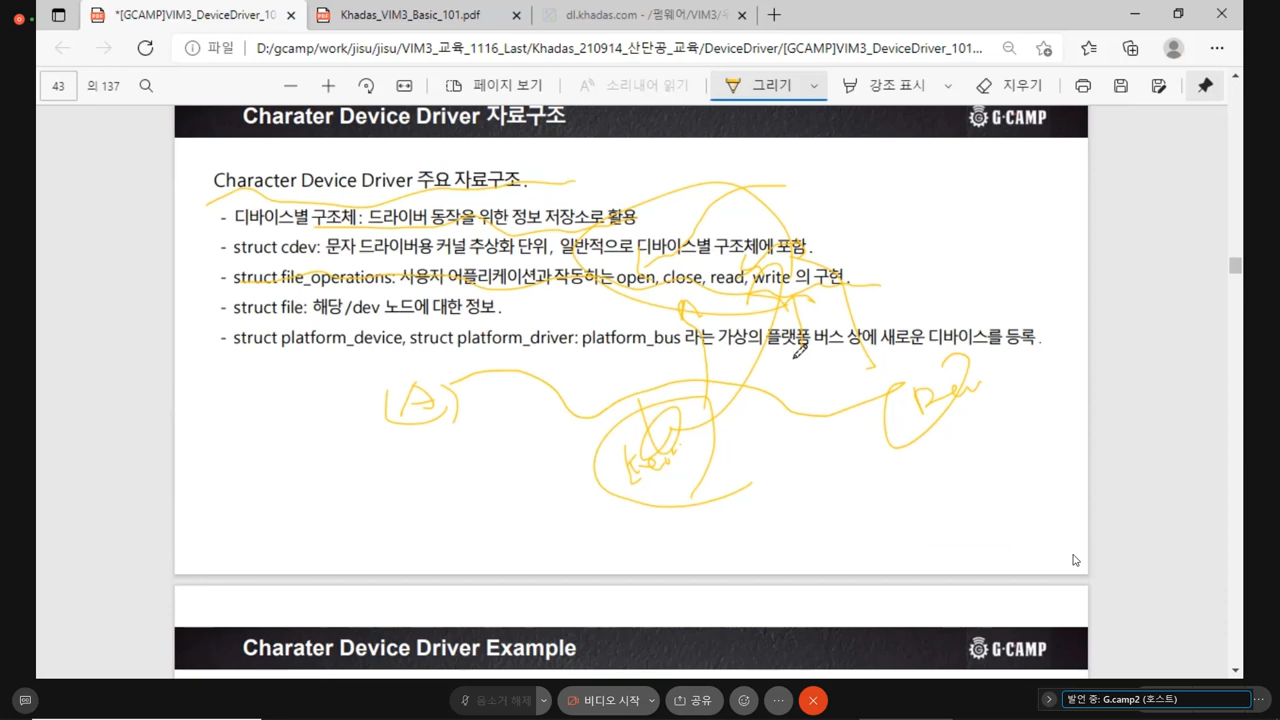 *[GCAMP]VIM3_DeviceDriver_10
Khadas_VIM3_Basic_101.pdf
dl.khadas.com - /펌웨어/VIM3/우
파일
D:/gcamp/work/jisu/jisu/VIM3_교육_1116_Last/Khadas_210914_산단공_교육/DeviceDriver/[GCAMP]VIM3_DeviceDriver_101...
43
의 137
페이지 보기
소리내어 읽기
그리기
강조 표시
지우기
Charater Device Driver 자료구조
G·CAMP
Character Device Driver 주요 자료구조.
- 디바이스별 구조체: 드라이버 동작을 위한 정보 저장소로 활용
- struct cdev: 문자 드라이버용 커널 추상화 단위, 일반적으로 디바이스별 구조체에 포함.
- struct file_operations: 사용자 어플리케이션과 작동하는 open, close, read, write 의 구현.
- struct file: 해당/dev 노드에 대한 정보.
- struct platform_device, struct platform_driver: platform_bus 라는 가상의 플랫폼 버스 상에 새로운 디바이스를 등록.
A
Dev
Charater Device Driver Example
G·CAMP
음소거 해제
비디오 시작
공유
발언 중: G.camp2 (호스트)